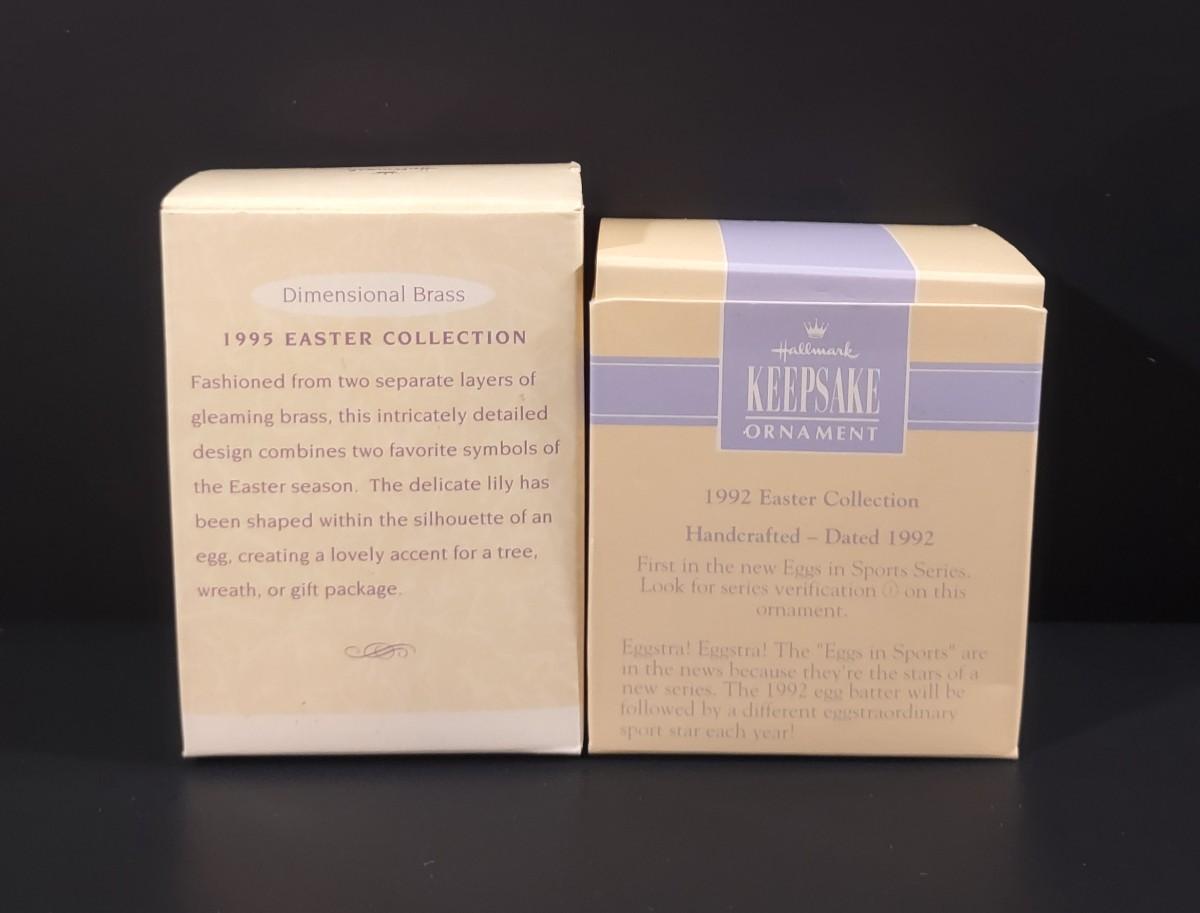 Hallmark
Dimensional Brass
1995 EASTER COLLECTION
Fashioned from two separate layers of
gleaming brass, this intricately detailed
design combines two favorite symbols of
the Easter season. The delicate lily has
been shaped within the silhouette of an
egg, creating a lovely accent for a tree,
wreath, or gift package.
Hallmark
KEEPSAKE
ORNAMENT
1992 Easter Collection
Handcrafted – Dated 1992
First in the new Eggs in Sports Series.
Look for series verification ① on this
ornament.
Eggstra! Eggstra! The "Eggs in Sports" are
in the news because they're the stars of a
new series. The 1992 egg batter will be
followed by a different eggstraordinary
sport star each year!